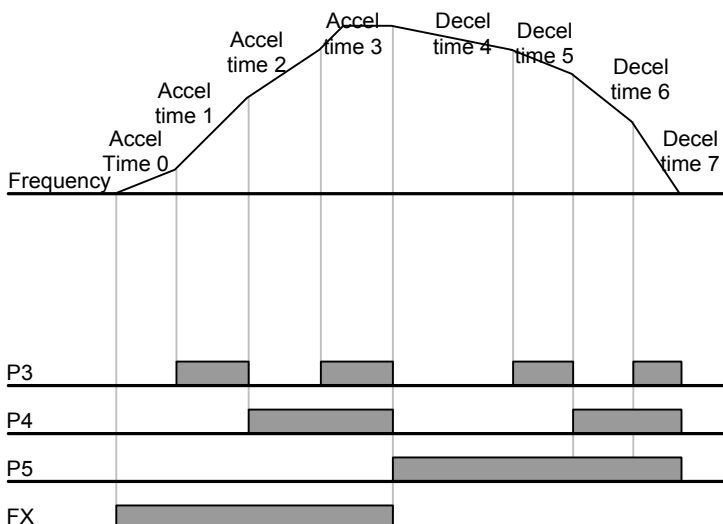 Accel
time 3
Decel
time 4
Decel
time 5
Accel
time 2
Decel
time 6
Accel
time 1
Accel
Time 0
Decel
time 7
Frequency
P3
P4
P5
FX